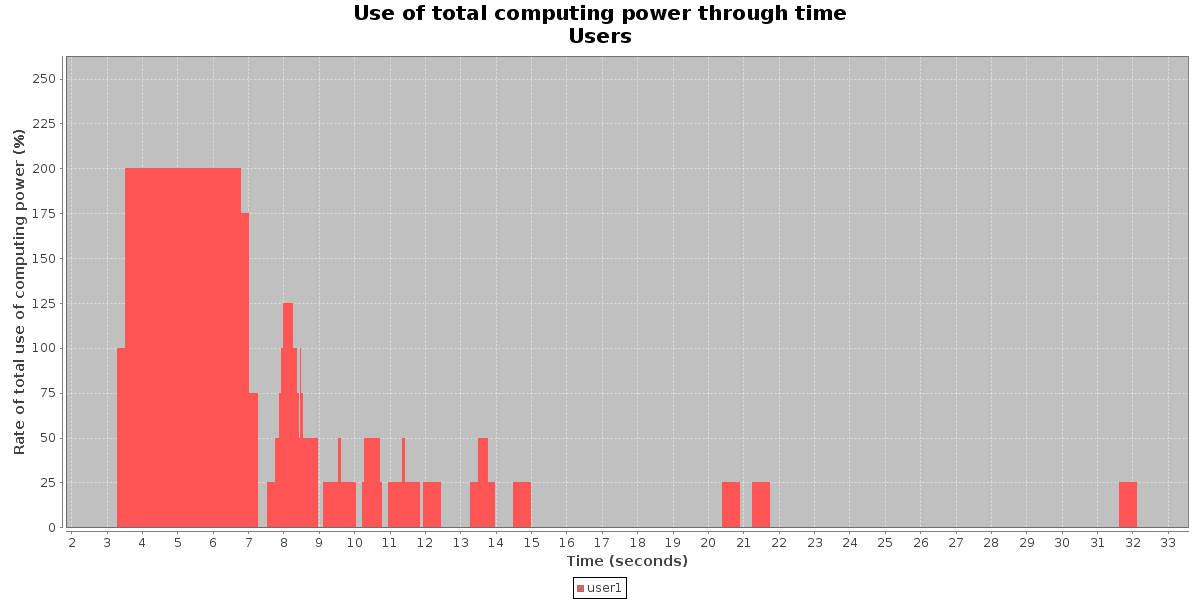 Use of total computing power through time
Users
Rate of total use of computing power (%)
250
225
200
175
150
125
100
75
50
25
0
2 3 4 5 6 7 8 9 10 11 12 13 14 15 16 17 18 19 20 21 22 23 24 25 26 27 28 29 30 31 32 33
Time (seconds)
user1